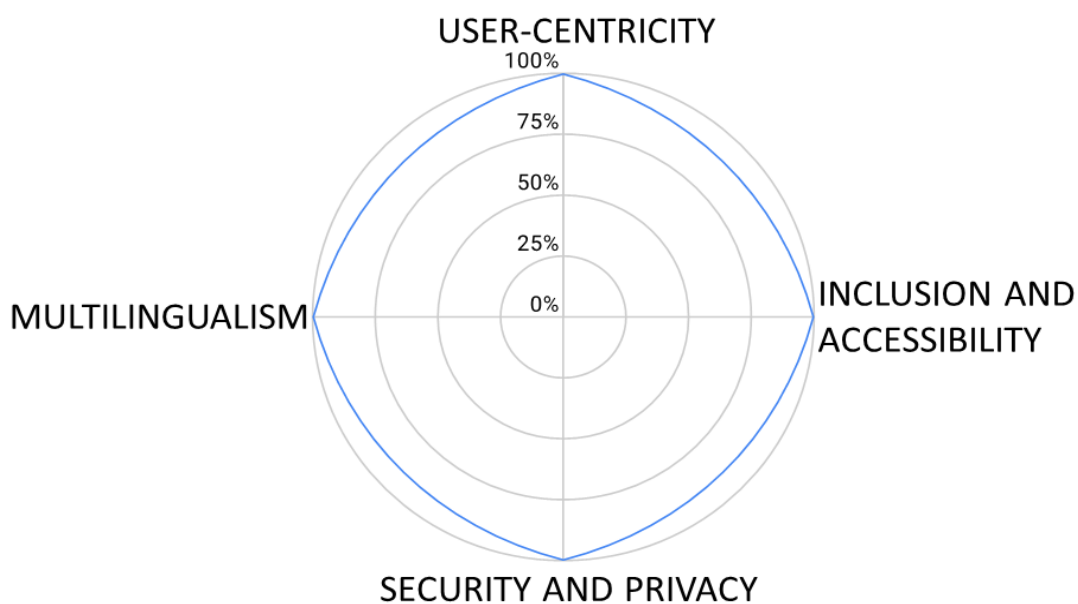 USER-CENTRICITY
100%
75%
50%
25%
0%
MULTILINGUALISM
INCLUSION AND
ACCESSIBILITY
SECURITY AND PRIVACY